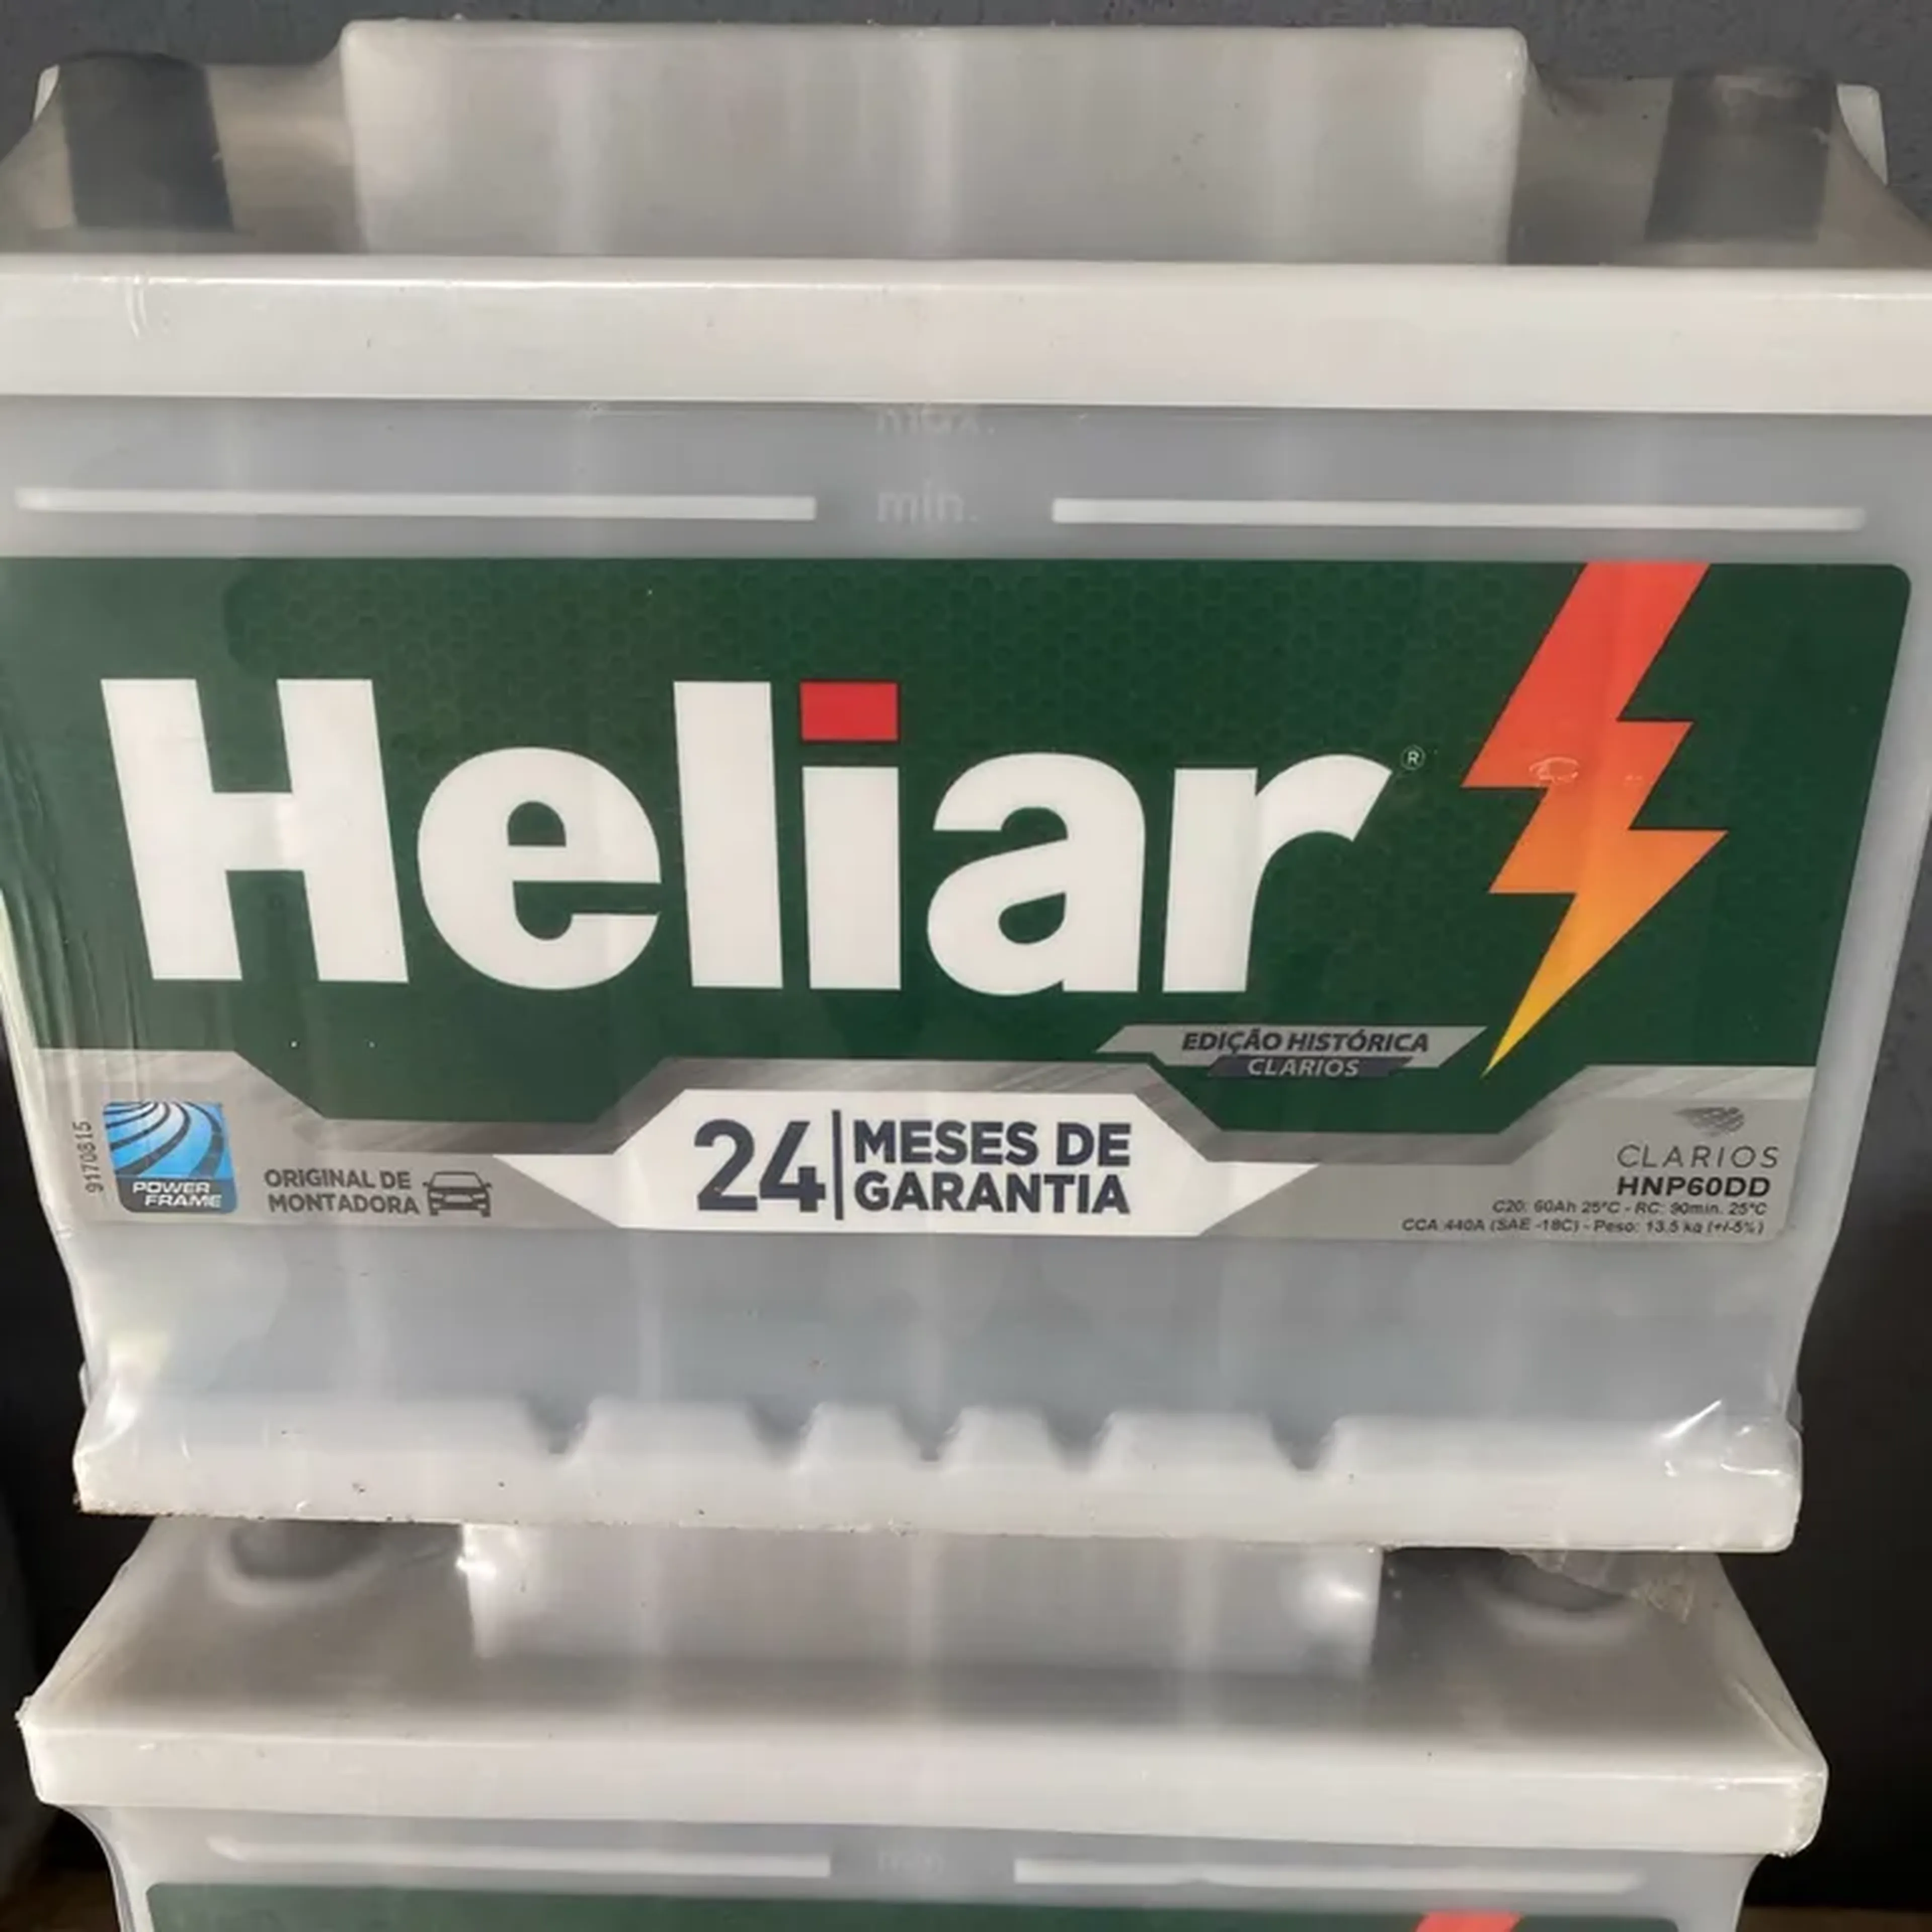 max.
min.
Heliar®
EDIÇÃO HISTÓRICA
CLARIOS
9170815
POWER
FRAME
ORIGINAL DE
MONTADORA
24 MESES DE
GARANTIA
CLARIOS
HNP60DD
C20: 60Ah 25°C - RC: 90min. 25°C
CCA 440A (SAE -18C) - Peso: 13.5 kg (+/-5%)
min.